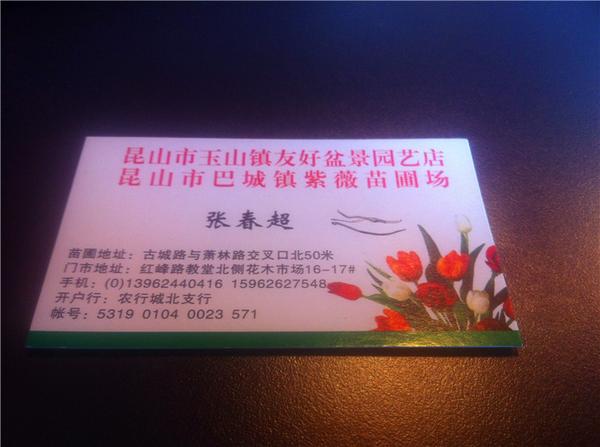 昆山市玉山镇友好盆景园艺店
昆山市巴城镇紫薇苗圃场
张春超
苗圃地址：古城路与萧林路交叉口北50米
门市地址：红峰路教堂北侧花木市场16-17#
手机：(0)13962440416 15962627548
开户行：农行城北支行
帐号：5319 0104 0023 571